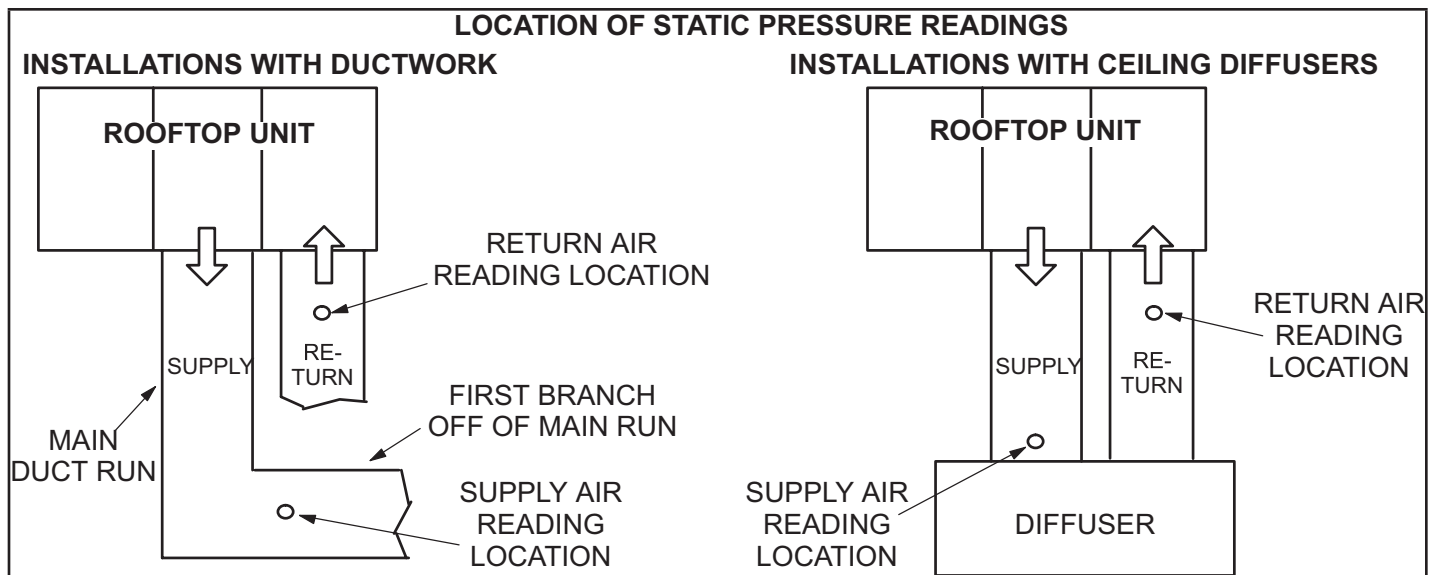 LOCATION OF STATIC PRESSURE READINGS
INSTALLATIONS WITH DUCTWORK
ROOFTOP UNIT
RETURN AIR
READING LOCATION
SUPPLY
RE-
TURN
MAIN
DUCT RUN
FIRST BRANCH
OFF OF MAIN RUN
SUPPLY AIR
READING
LOCATION
INSTALLATIONS WITH CEILING DIFFUSERS
ROOFTOP UNIT
RETURN AIR
READING
LOCATION
SUPPLY
RE-
TURN
SUPPLY AIR
READING
LOCATION
DIFFUSER